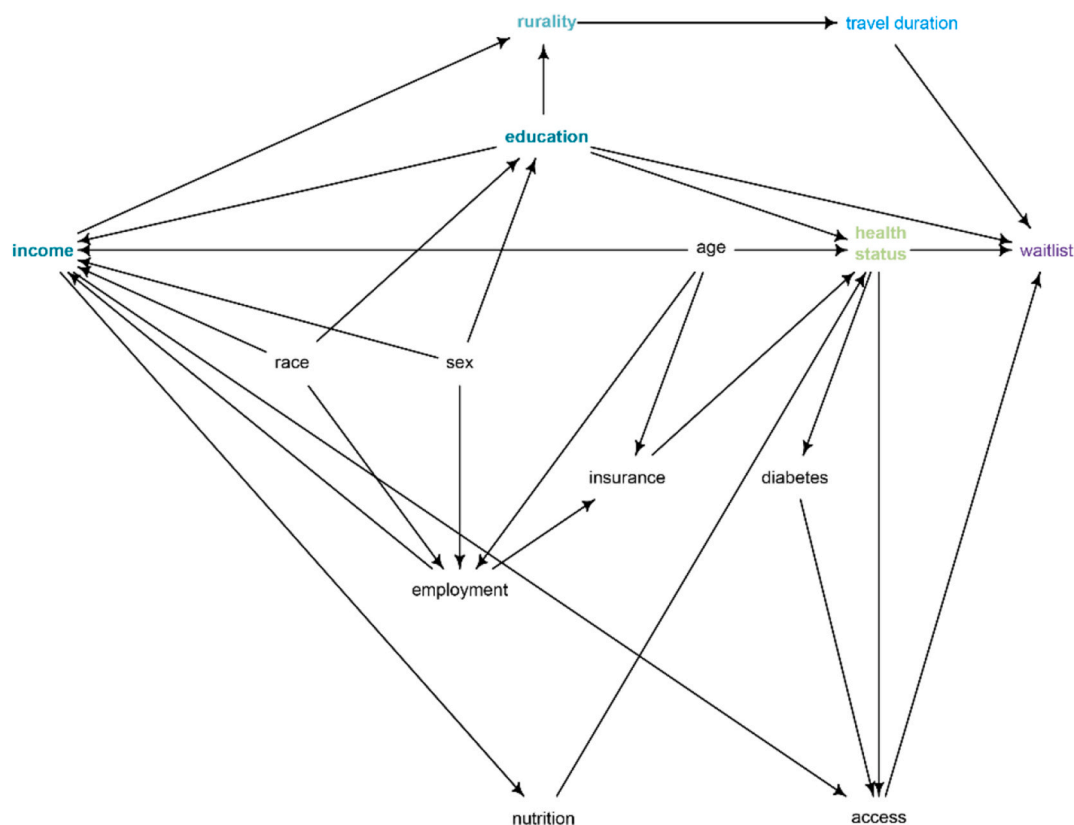 rurality
travel duration
education
income
age
health
status
waitlist
race
sex
insurance
diabetes
employment
nutrition
access